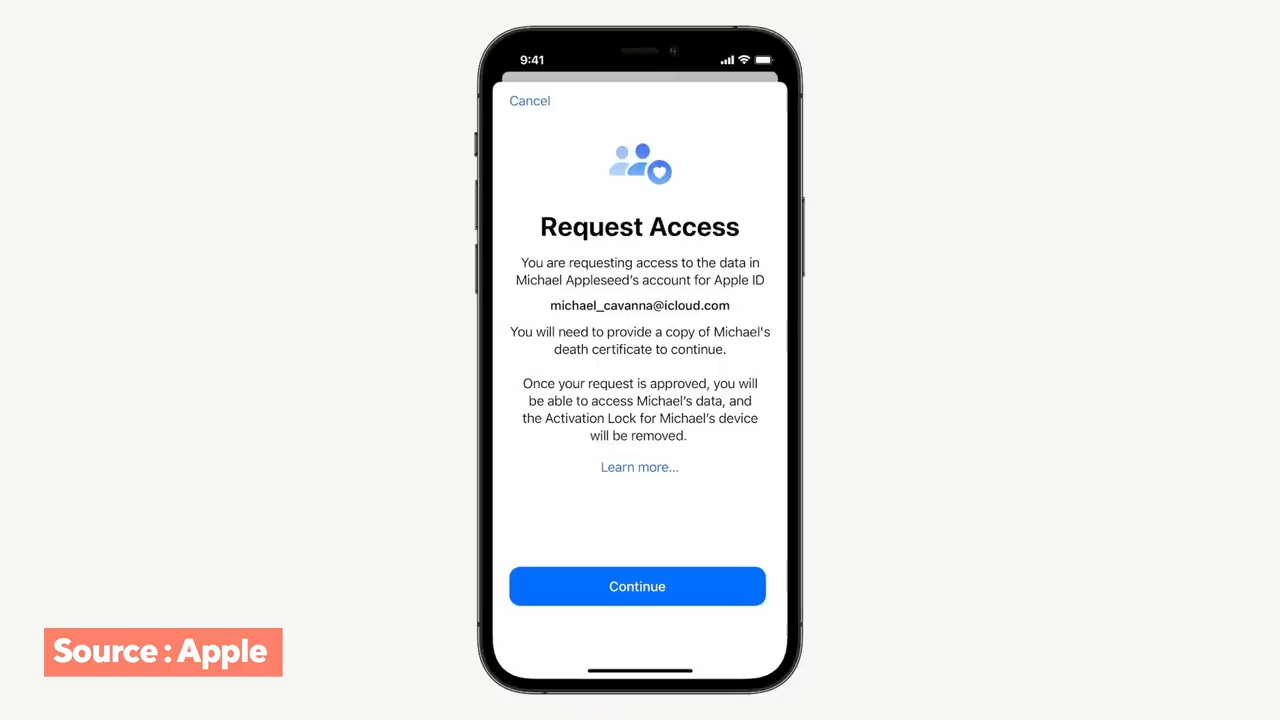 9:41
Cancel
Request Access
You are requesting access to the data in
Michael Appleseed's account for Apple ID
michael_cavanna@icloud.com
You will need to provide a copy of Michael's
death certificate to continue.
Once your request is approved, you will
be able to access Michael's data, and
the Activation Lock for Michael's device
will be removed.
Learn more...
Continue
Source : Apple